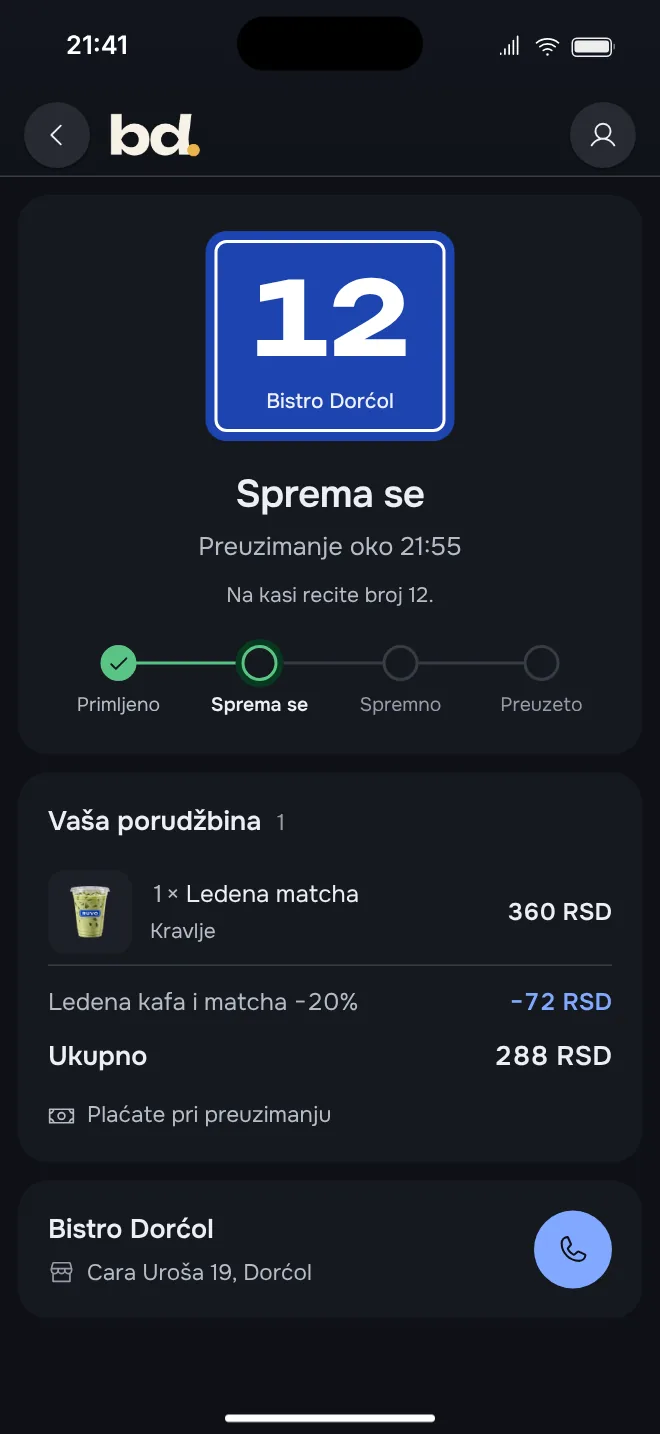 21:41
bd.
12
Bistro Dorćol
Sprema se
Preuzimanje oko 21:55
Na kasi recite broj 12.
Primljeno
Sprema se
Spremno
Preuzeto
Vaša porudžbina 1
1 × Ledena matcha
360 RSD
Kravlje
Ledena kafa i matcha −20%
−72 RSD
Ukupno
288 RSD
Plaćate pri preuzimanju
Bistro Dorćol
Cara Uroša 19, Dorćol